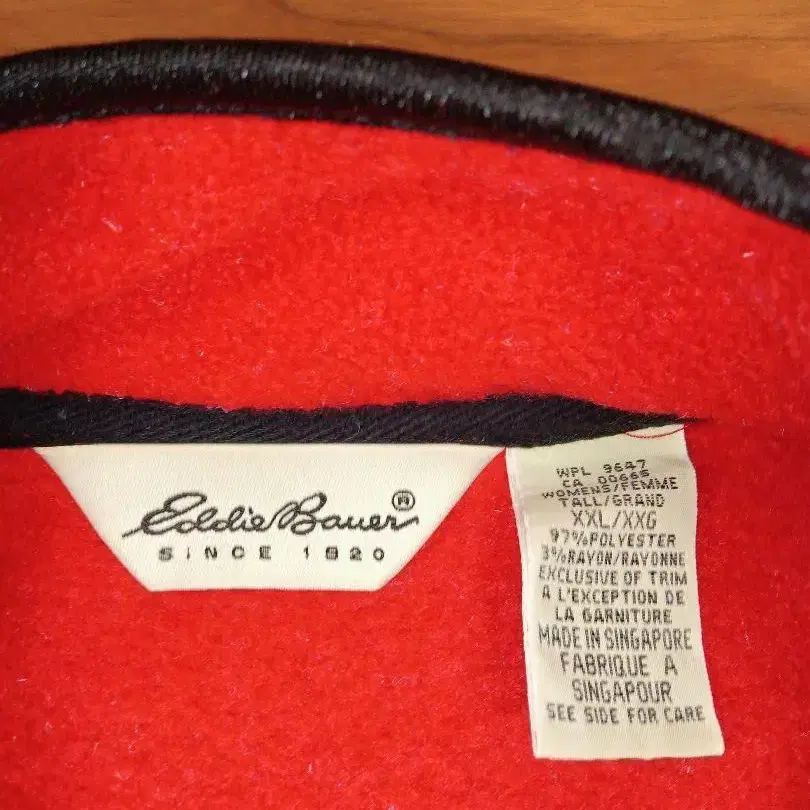 Eddie Bauer ®
SINCE 1920
WPL 9647
CA 00665
WOMENS/FEMME
TALL/GRAND
XXL/XXG
97%POLYESTER
3%RAYON/RAYONNE
EXCLUSIVE OF TRIM
A L'EXCEPTION DE
LA GARNITURE
MADE IN SINGAPORE
FABRIQUE A
SINGAPOUR
SEE SIDE FOR CARE